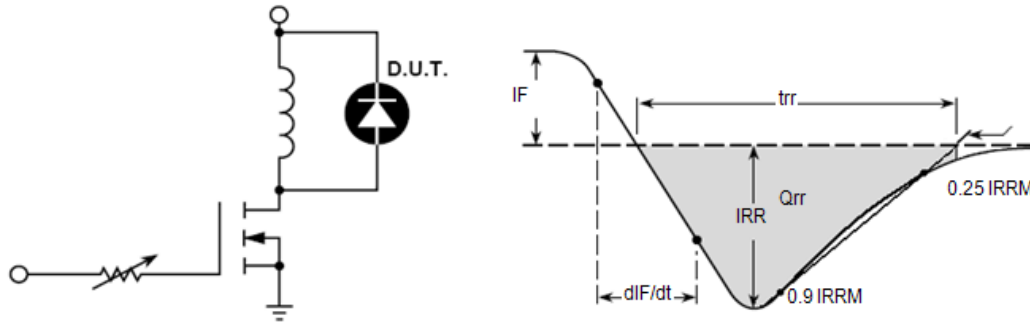 D.U.T.
IF
trr
Qrr
IRR
0.25 IRRM
dIF/dt
0.9 IRRM